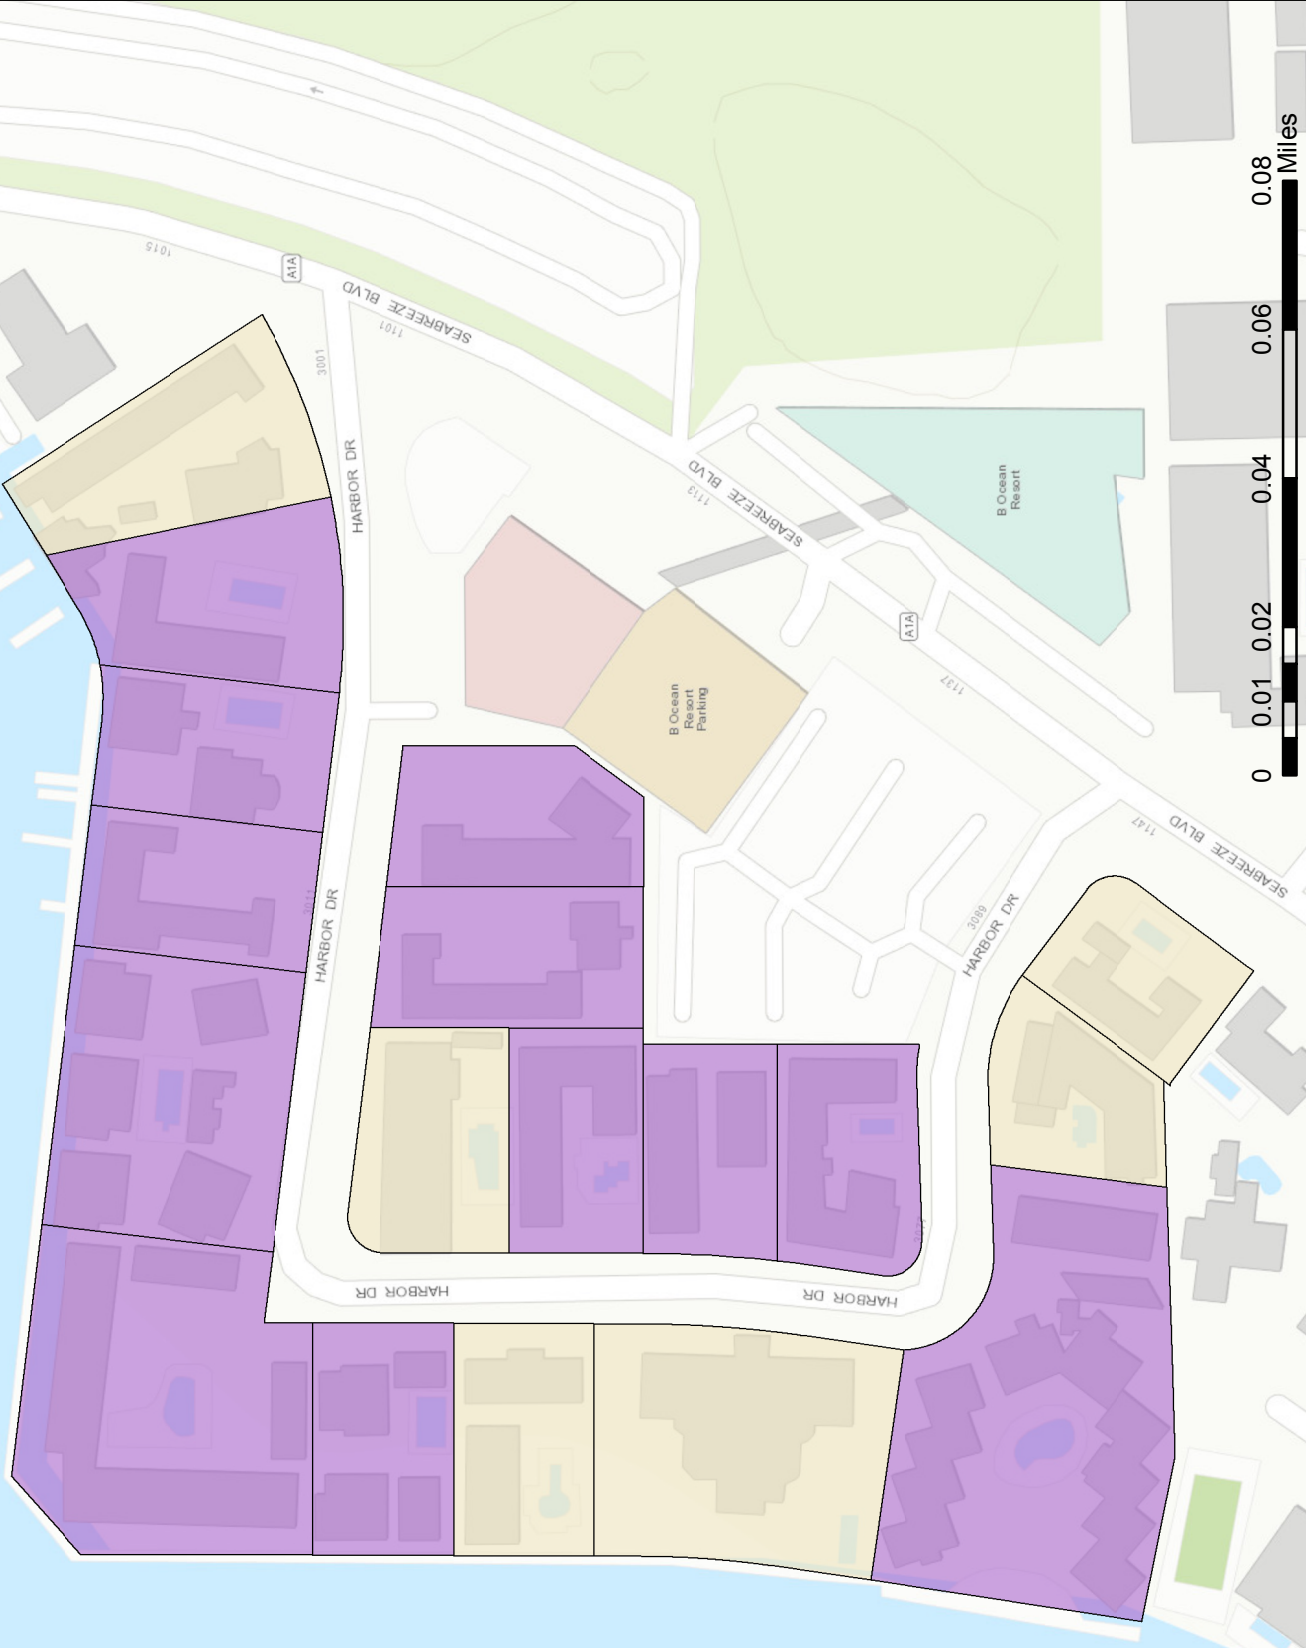 1015
A1A
SEABREEZE BLVD
1101
3001
HARBOR DR
SEABREEZE BLVD
1113
B Ocean
Resort
A1A
1137
B Ocean
Resort
Parking
0
0.01
0.02
0.04
0.06
0.08
Miles
1147
SEABREEZE BLVD
3011
HARBOR DR
3089
HARBOR DR
HARBOR DR
HARBOR DR